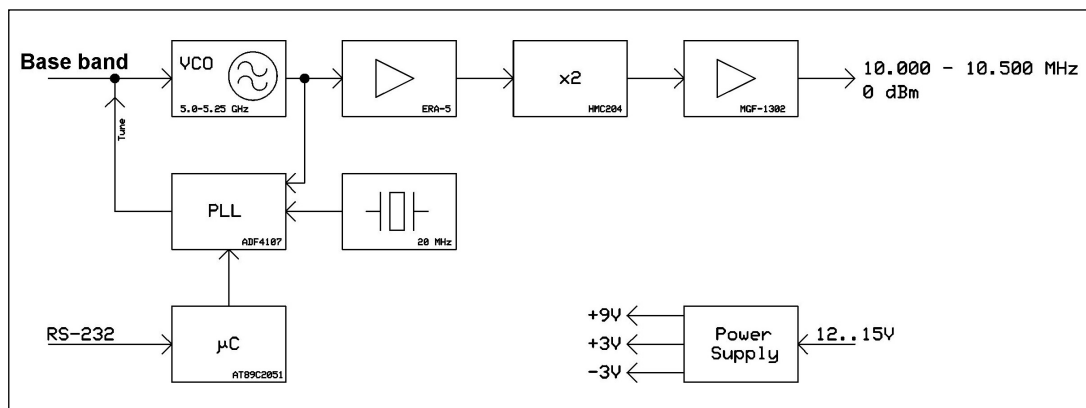 Base band
VCO
5.0-5.25 GHz
ERA-5
x2
HMC204
MGF-1302
10.000 - 10.500 MHz
0 dBm
Tune
PLL
ADF4107
20 MHz
RS-232
µC
AT89C2051
+9V
+3V
-3V
Power
Supply
12..15V